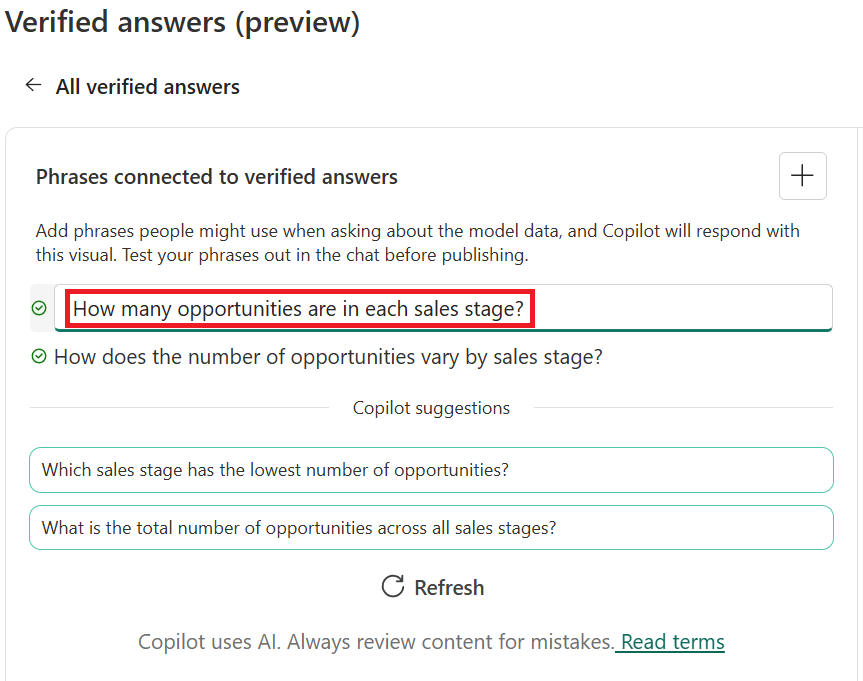 Verified answers (preview)
All verified answers
Phrases connected to verified answers
Add phrases people might use when asking about the model data, and Copilot will respond with
this visual. Test your phrases out in the chat before publishing.
How many opportunities are in each sales stage?
How does the number of opportunities vary by sales stage?
Copilot suggestions
Which sales stage has the lowest number of opportunities?
What is the total number of opportunities across all sales stages?
Refresh
Copilot uses AI. Always review content for mistakes. Read terms